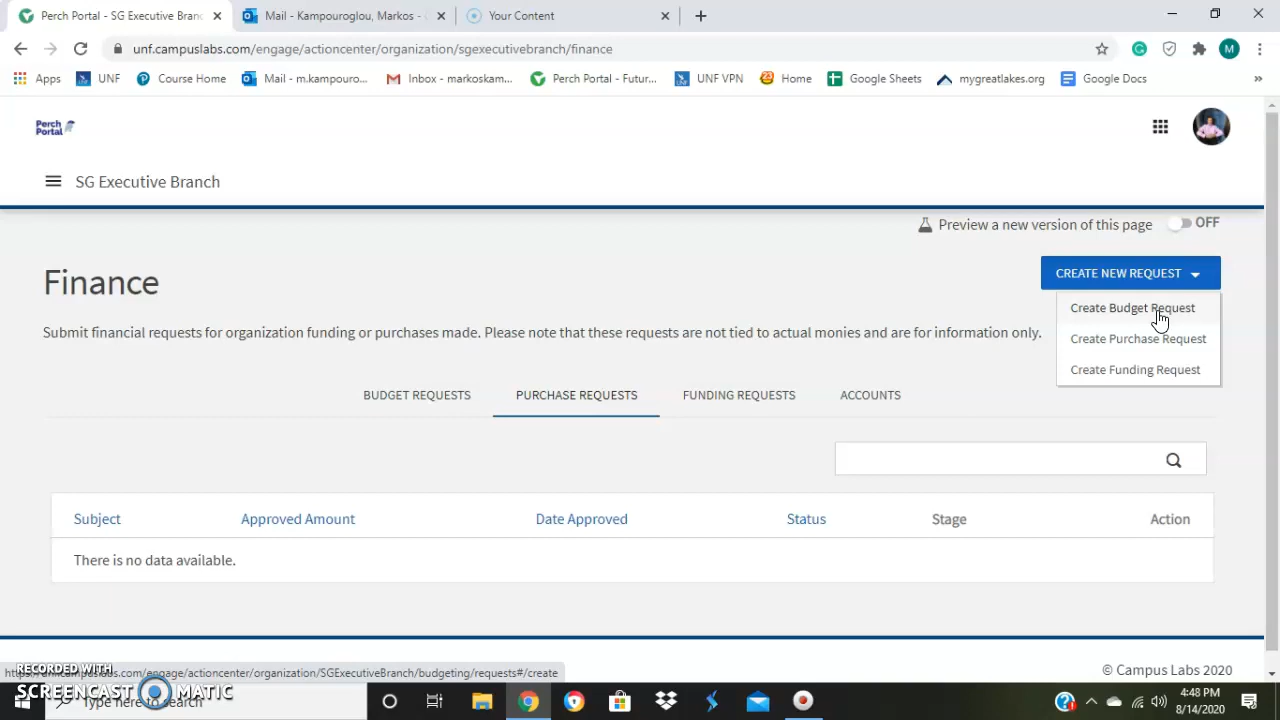 Perch Portal - SG Executive Branc
Mail - Kampouroglou, Markos -
Your Content
unf.campuslabs.com/engage/actioncenter/organization/sgexecutivebranch/finance
M
Apps
UNF
Course Home
Mail - m.kampouro...
Inbox - markoskam...
Perch Portal - Futur...
UNF VPN
Home
Google Sheets
mygreatlakes.org
Google Docs
»
Perch
Portal
SG Executive Branch
Preview a new version of this page
OFF
Finance
CREATE NEW REQUEST
Create Budget Request
Create Purchase Request
Create Funding Request
Submit financial requests for organization funding or purchases made. Please note that these requests are not tied to actual monies and are for information only.
BUDGET REQUESTS
PURCHASE REQUESTS
FUNDING REQUESTS
ACCOUNTS
Subject
Approved Amount
Date Approved
Status
Stage
Action
There is no data available.
© Campus Labs 2020
RECORDED WITH
SCREENCAST MATIC
campuslabs.com/engage/actioncenter/organization/SGExecutiveBranch/budgeting/requests#/create
Type here to search
4:48 PM
8/14/2020